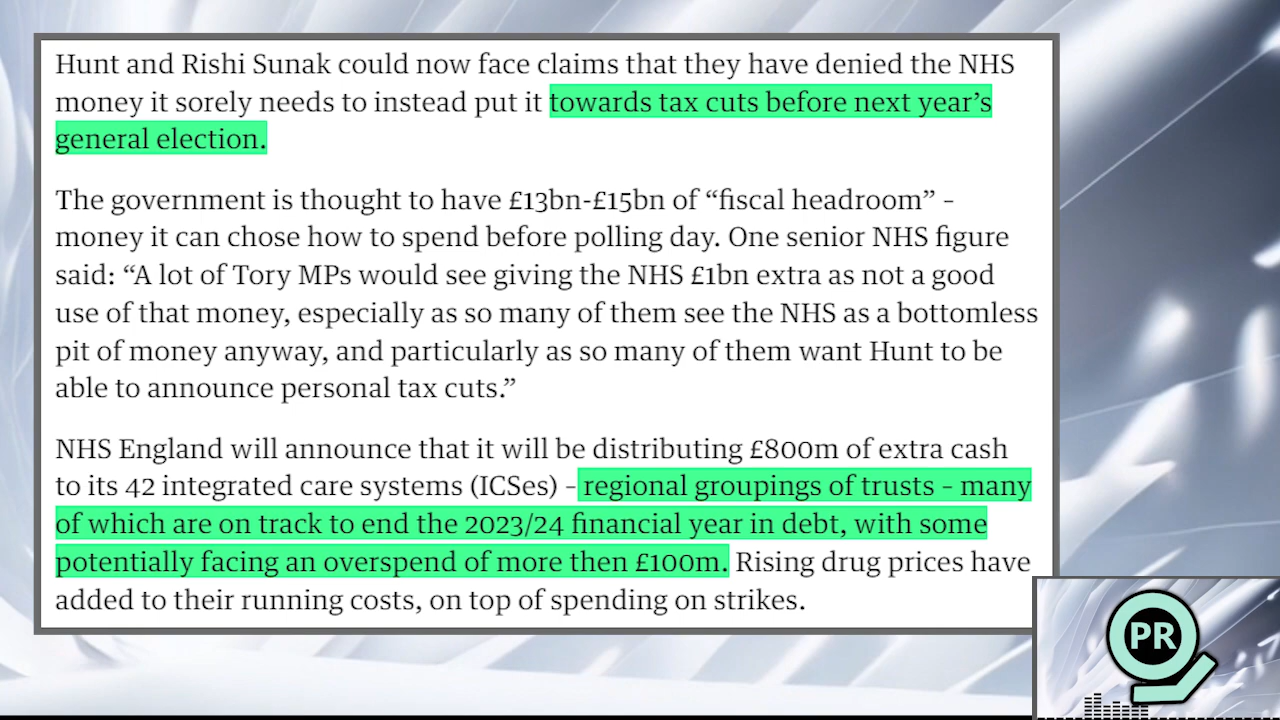 Hunt and Rishi Sunak could now face claims that they have denied the NHS
money it sorely needs to instead put it towards tax cuts before next year’s
general election.
The government is thought to have £13bn-£15bn of “fiscal headroom” –
money it can chose how to spend before polling day. One senior NHS figure
said: “A lot of Tory MPs would see giving the NHS £1bn extra as not a good
use of that money, especially as so many of them see the NHS as a bottomless
pit of money anyway, and particularly as so many of them want Hunt to be
able to announce personal tax cuts.”
NHS England will announce that it will be distributing £800m of extra cash
to its 42 integrated care systems (ICSes) – regional groupings of trusts – many
of which are on track to end the 2023/24 financial year in debt, with some
potentially facing an overspend of more then £100m. Rising drug prices have
added to their running costs, on top of spending on strikes.
PR